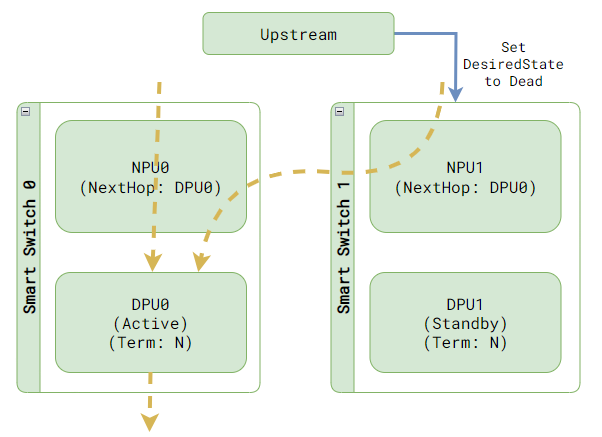 Upstream
Set
DesiredState
to Dead
Smart Switch 0
NPU0
(NextHop: DPU0)
DPU0
(Active)
(Term: N)
Smart Switch 1
NPU1
(NextHop: DPU0)
DPU1
(Standby)
(Term: N)